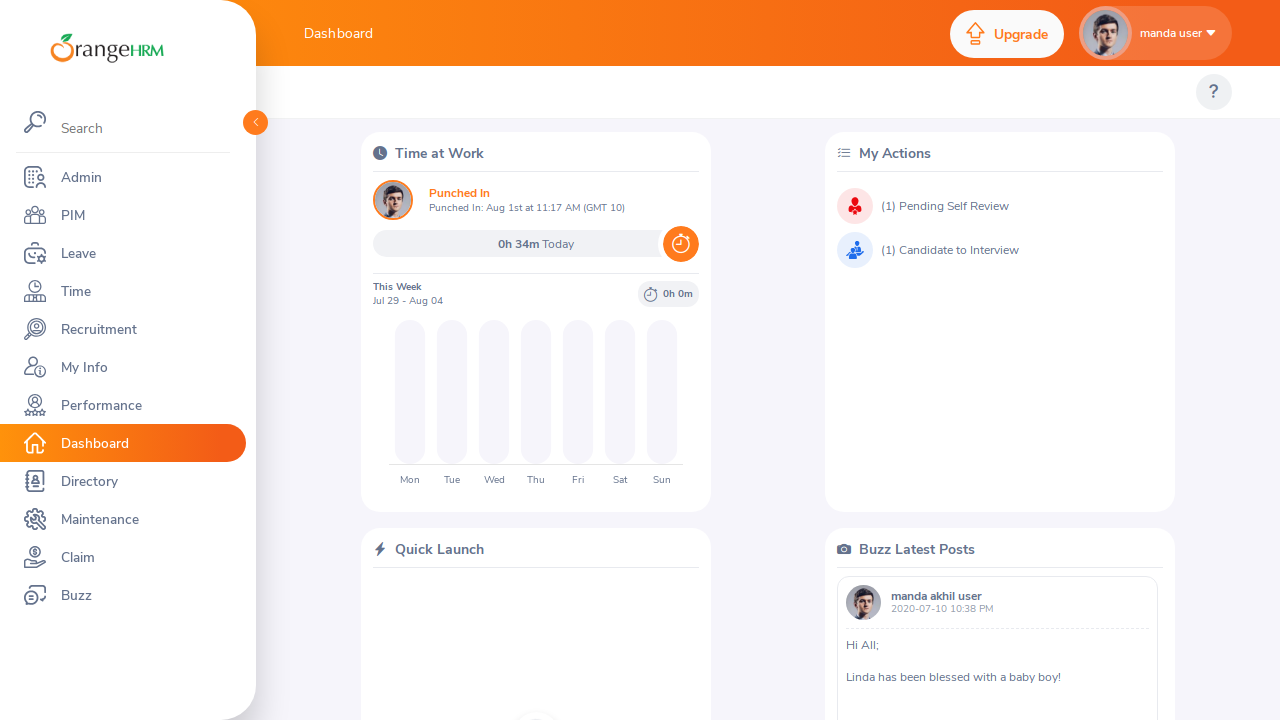 OrangeHRM
Dashboard
Upgrade
manda user
?
Search
Admin
PIM
Leave
Time
Recruitment
My Info
Performance
Dashboard
Directory
Maintenance
Claim
Buzz
Time at Work
Punched In
Punched In: Aug 1st at 11:17 AM (GMT 10)
0h 34m Today
This Week
Jul 29 - Aug 04
0h 0m
Mon Tue Wed Thu Fri Sat Sun
My Actions
(1) Pending Self Review
(1) Candidate to Interview
Quick Launch
Buzz Latest Posts
manda akhil user
2020-07-10 10:38 PM
Hi All;
Linda has been blessed with a baby boy!